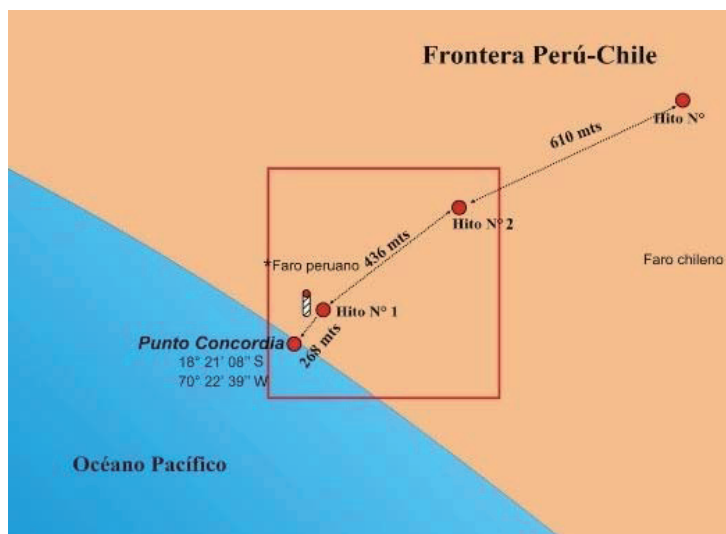 Frontera Perú-Chile
Hito N°
610 mts
Hito N° 2
436 mts
*Faro peruano
Faro chileno
Hito N° 1
268 mts
Punto Concordia
18° 21' 08" S
70° 22' 39" W
Océano Pacífico